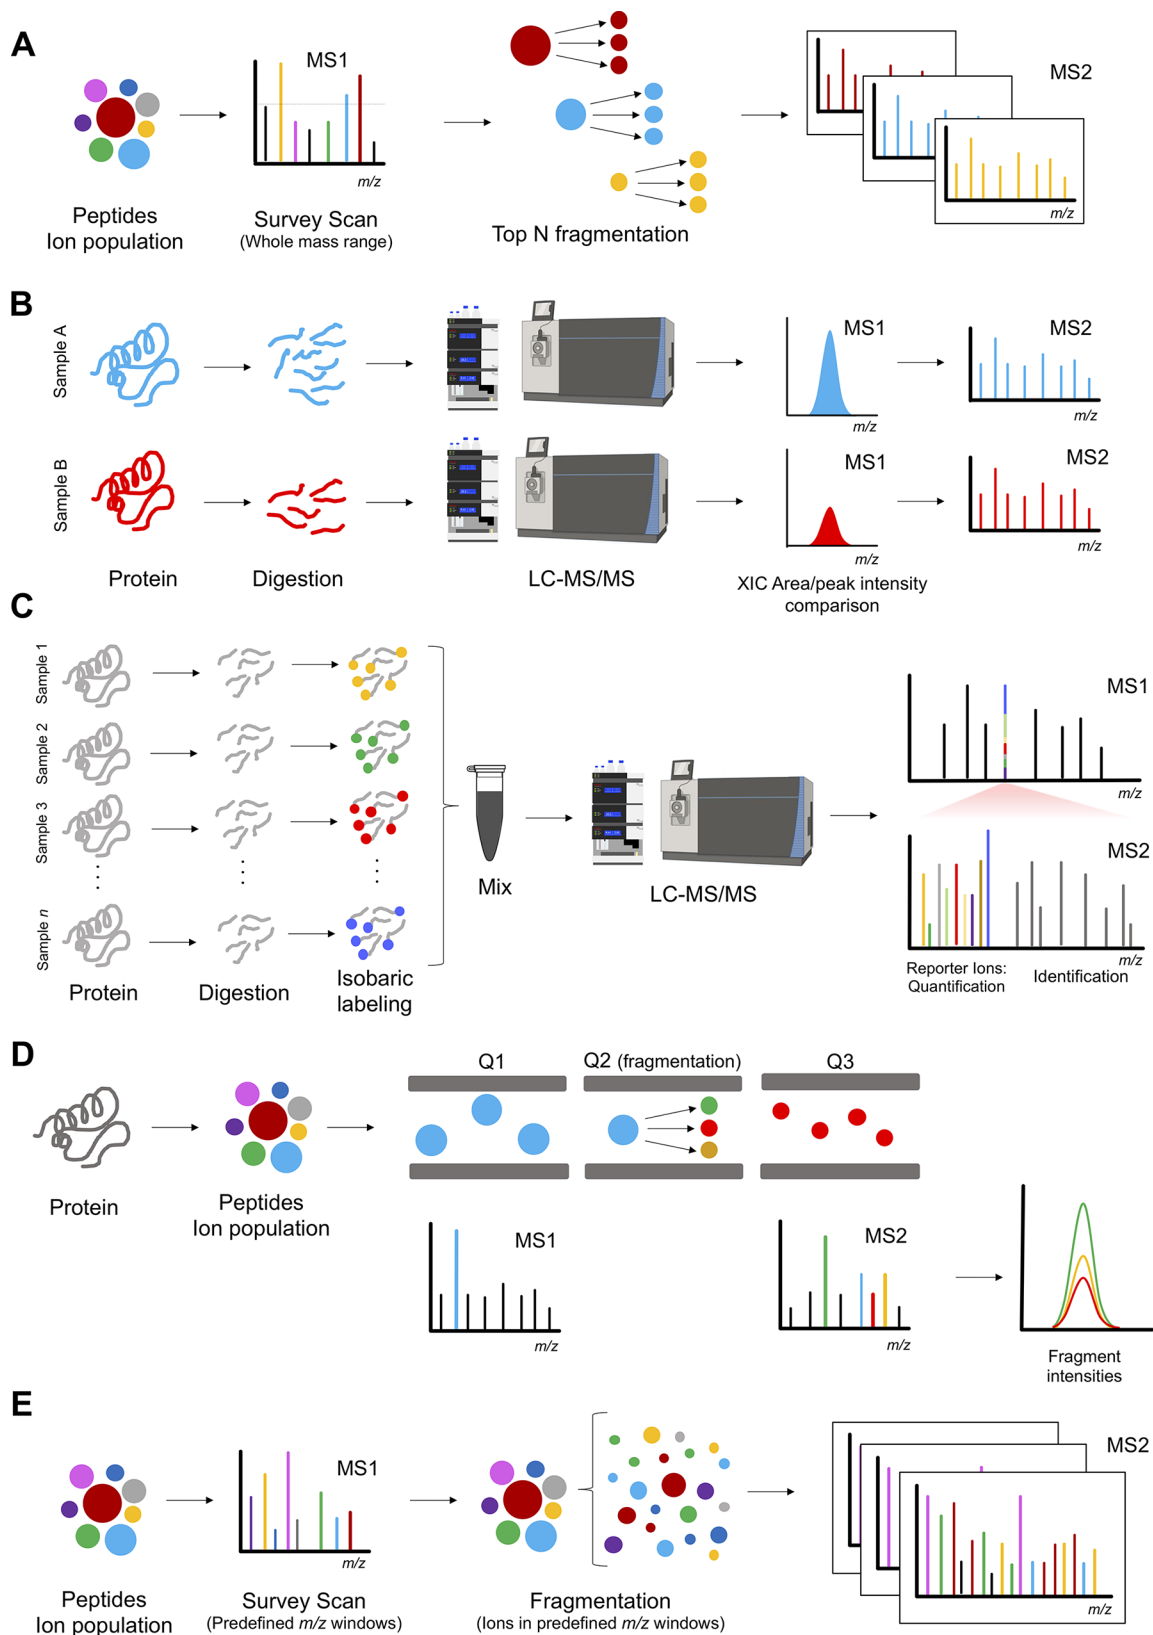 A
MS1
m/z
Peptides
Ion population
Survey Scan
(Whole mass range)
Top N fragmentation
MS2
m/z
B
Sample A
MS1
m/z
MS2
m/z
Sample B
MS1
m/z
MS2
m/z
Protein
Digestion
LC-MS/MS
XIC Area/peak intensity
comparison
C
Sample 1
Sample 2
Sample 3
Sample n
Protein
Digestion
Isobaric
labeling
Mix
LC-MS/MS
MS1
m/z
MS2
m/z
Reporter Ions:
Quantification
Identification
D
Protein
Peptides
Ion population
Q1
Q2 (fragmentation)
Q3
MS1
m/z
MS2
m/z
Fragment
intensities
E
Peptides
Ion population
MS1
m/z
Survey Scan
(Predefined m/z windows)
Fragmentation
(Ions in predefined m/z windows)
MS2
m/z